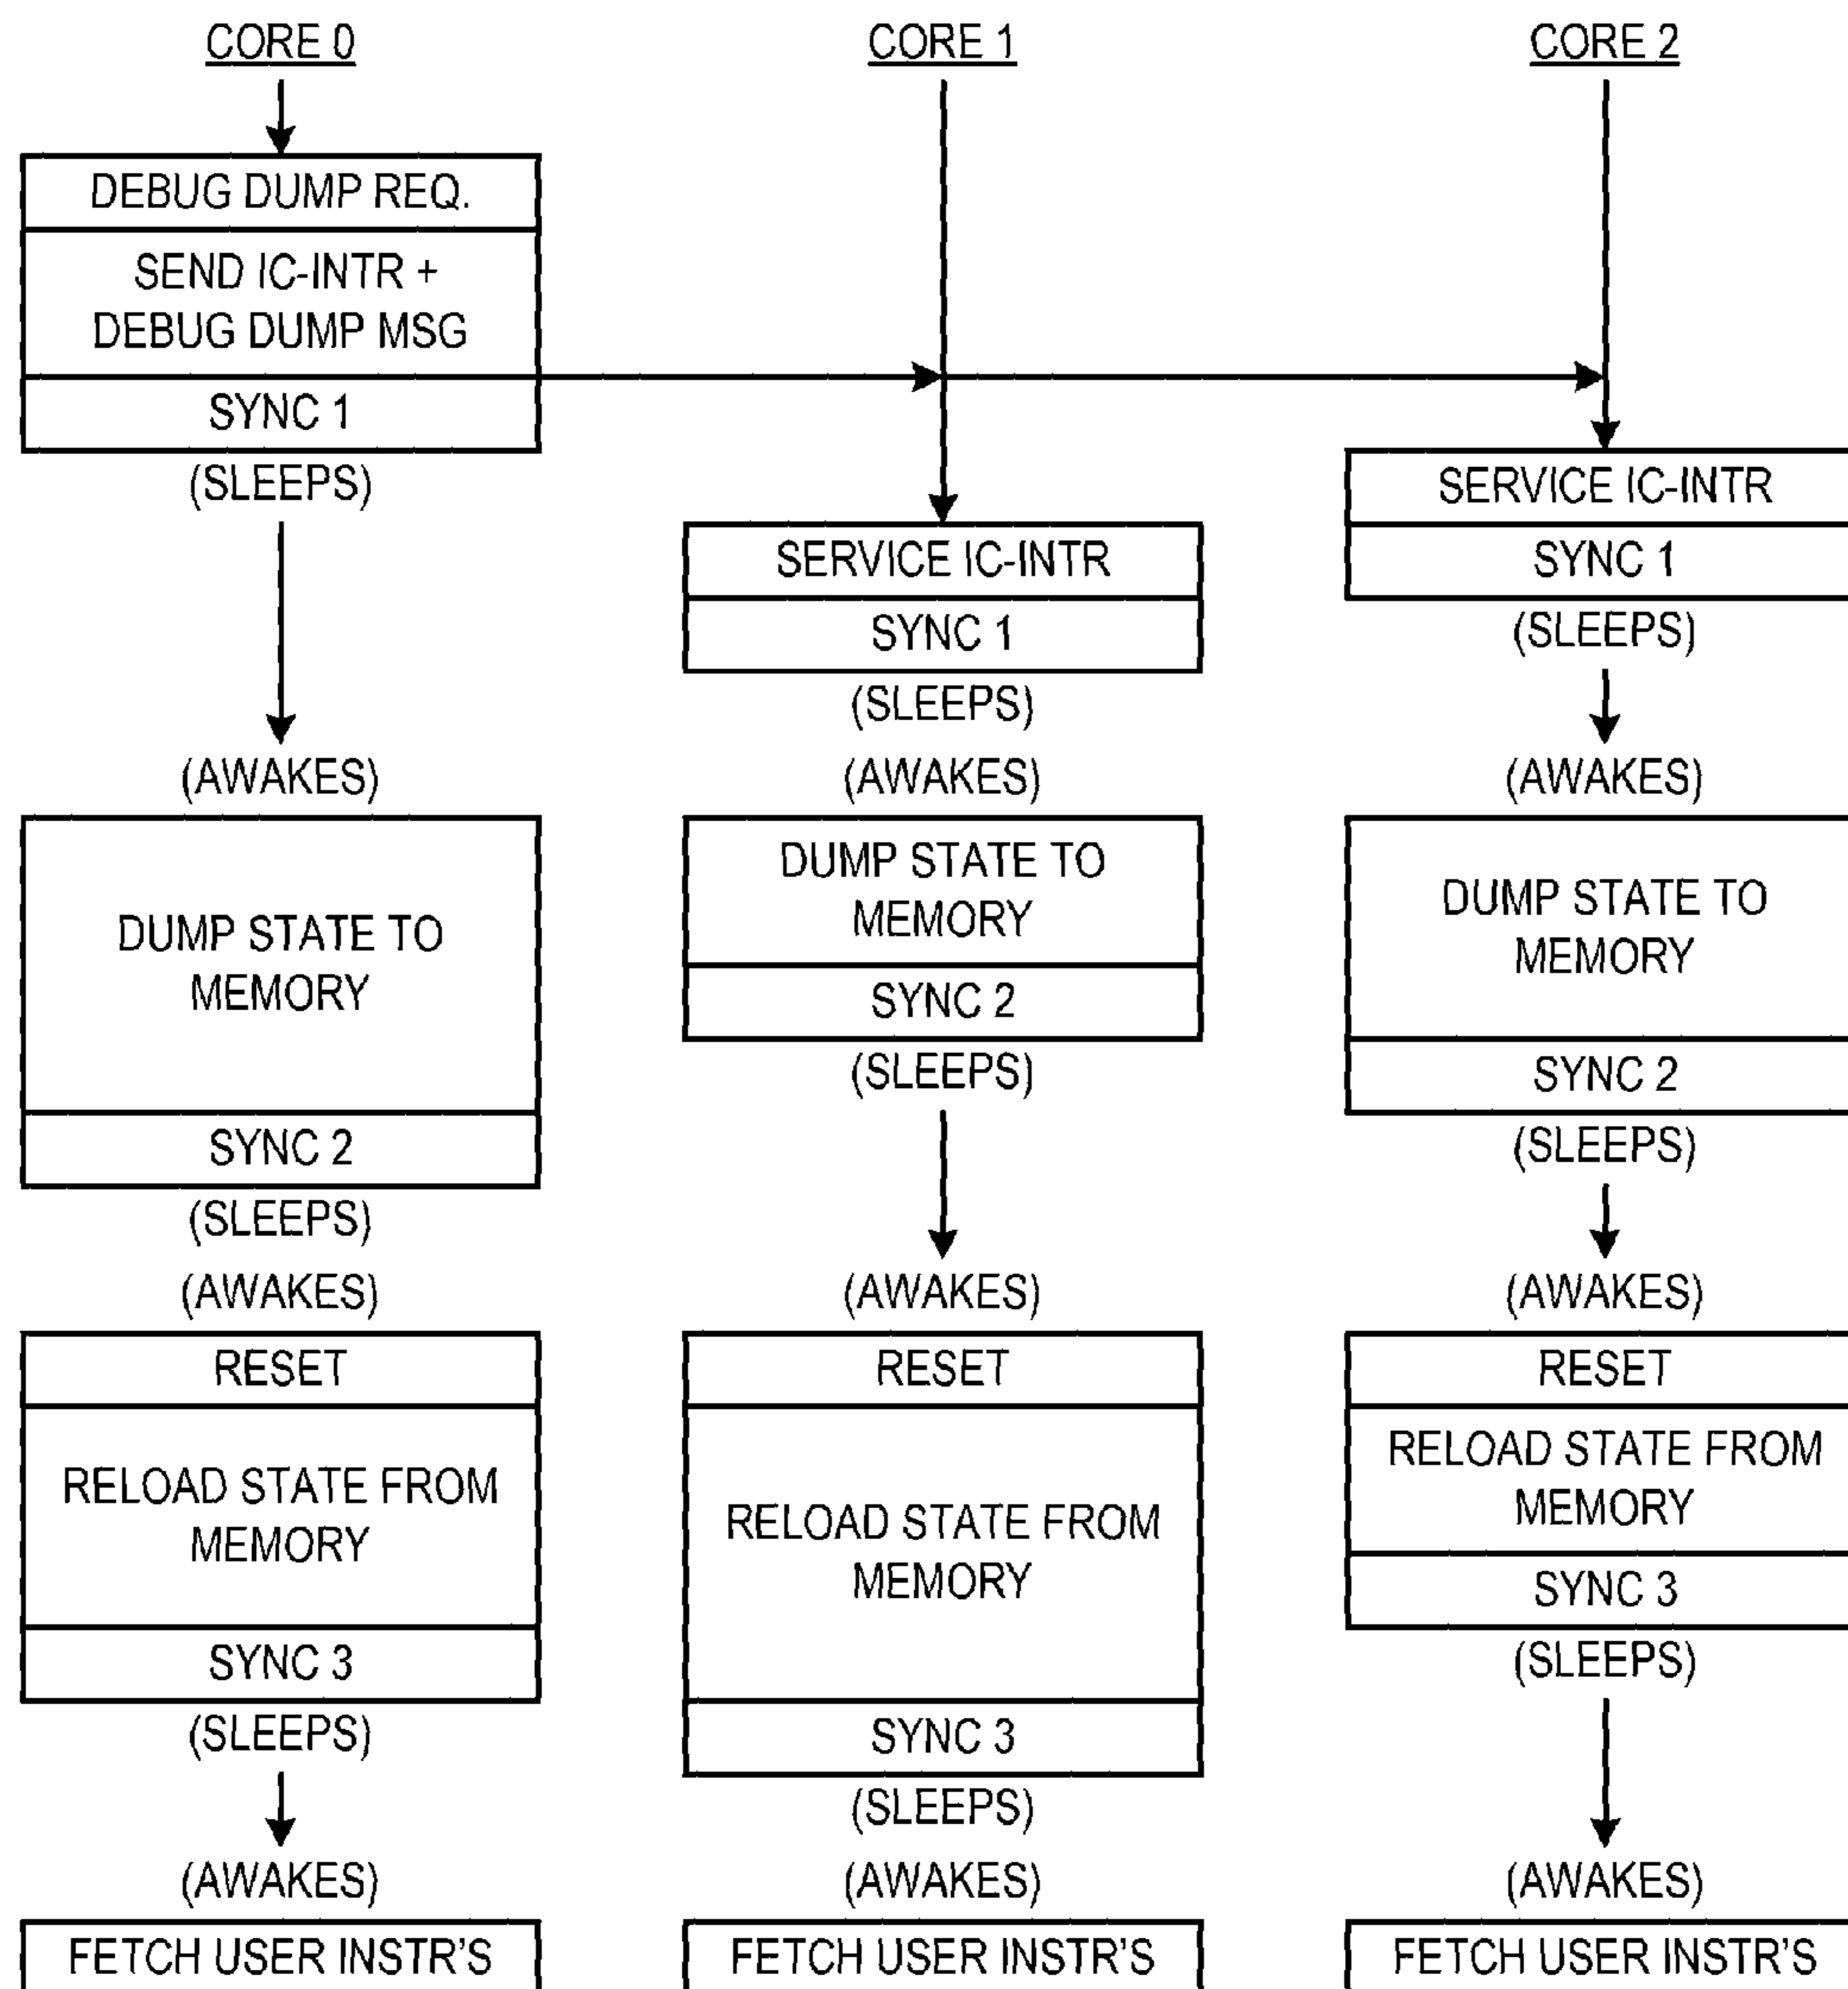 CORE 0
DEBUG DUMP REQ.
SEND IC-INTR +
DEBUG DUMP MSG
SYNC 1
(SLEEPS)
(AWAKES)
DUMP STATE TO
MEMORY
SYNC 2
(SLEEPS)
(AWAKES)
RESET
RELOAD STATE FROM
MEMORY
SYNC 3
(SLEEPS)
(AWAKES)
FETCH USER INSTR'S
CORE 1
SERVICE IC-INTR
SYNC 1
(SLEEPS)
(AWAKES)
DUMP STATE TO
MEMORY
SYNC 2
(SLEEPS)
(AWAKES)
RESET
RELOAD STATE FROM
MEMORY
SYNC 3
(SLEEPS)
(AWAKES)
FETCH USER INSTR'S
CORE 2
SERVICE IC-INTR
SYNC 1
(SLEEPS)
(AWAKES)
DUMP STATE TO
MEMORY
SYNC 2
(SLEEPS)
(AWAKES)
RESET
RELOAD STATE FROM
MEMORY
SYNC 3
(SLEEPS)
(AWAKES)
FETCH USER INSTR'S